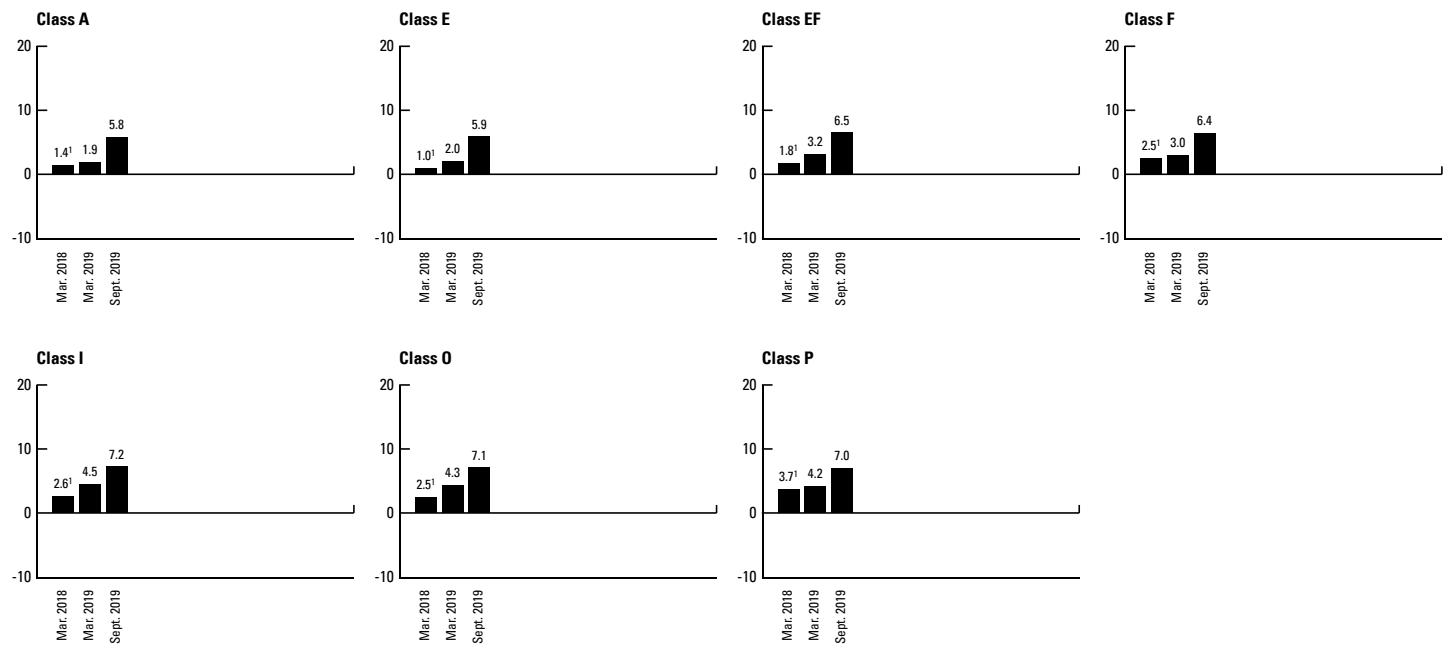 Class A
20
10
0
-10
1.4¹
1.9
5.8
Mar. 2018
Mar. 2019
Sept. 2019
Class E
20
10
0
-10
1.0¹
2.0
5.9
Mar. 2018
Mar. 2019
Sept. 2019
Class EF
20
10
0
-10
1.8¹
3.2
6.5
Mar. 2018
Mar. 2019
Sept. 2019
Class F
20
10
0
-10
2.5¹
3.0
6.4
Mar. 2018
Mar. 2019
Sept. 2019
Class I
20
10
0
-10
2.6¹
4.5
7.2
Mar. 2018
Mar. 2019
Sept. 2019
Class O
20
10
0
-10
2.5¹
4.3
7.1
Mar. 2018
Mar. 2019
Sept. 2019
Class P
20
10
0
-10
3.7¹
4.2
7.0
Mar. 2018
Mar. 2019
Sept. 2019